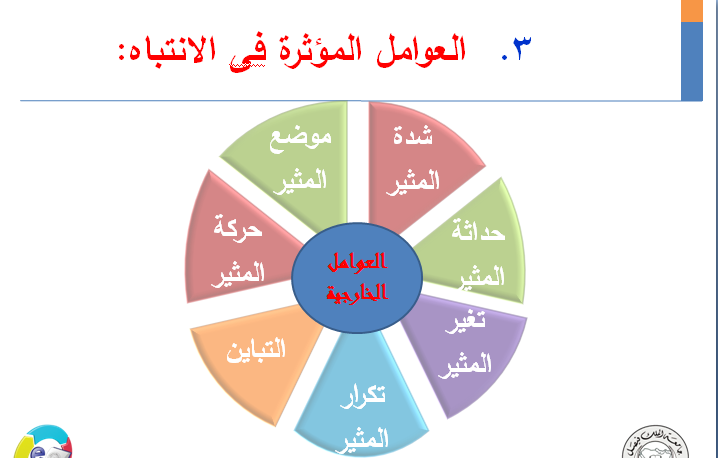 ٣. العوامل المؤثرة فى الانتباه:
شدة
المثير
حداثة
المثير
تغير
المثير
تكرار
المثير
التباين
حركة
المثير
موضع
المثير
العوامل
الخارجية